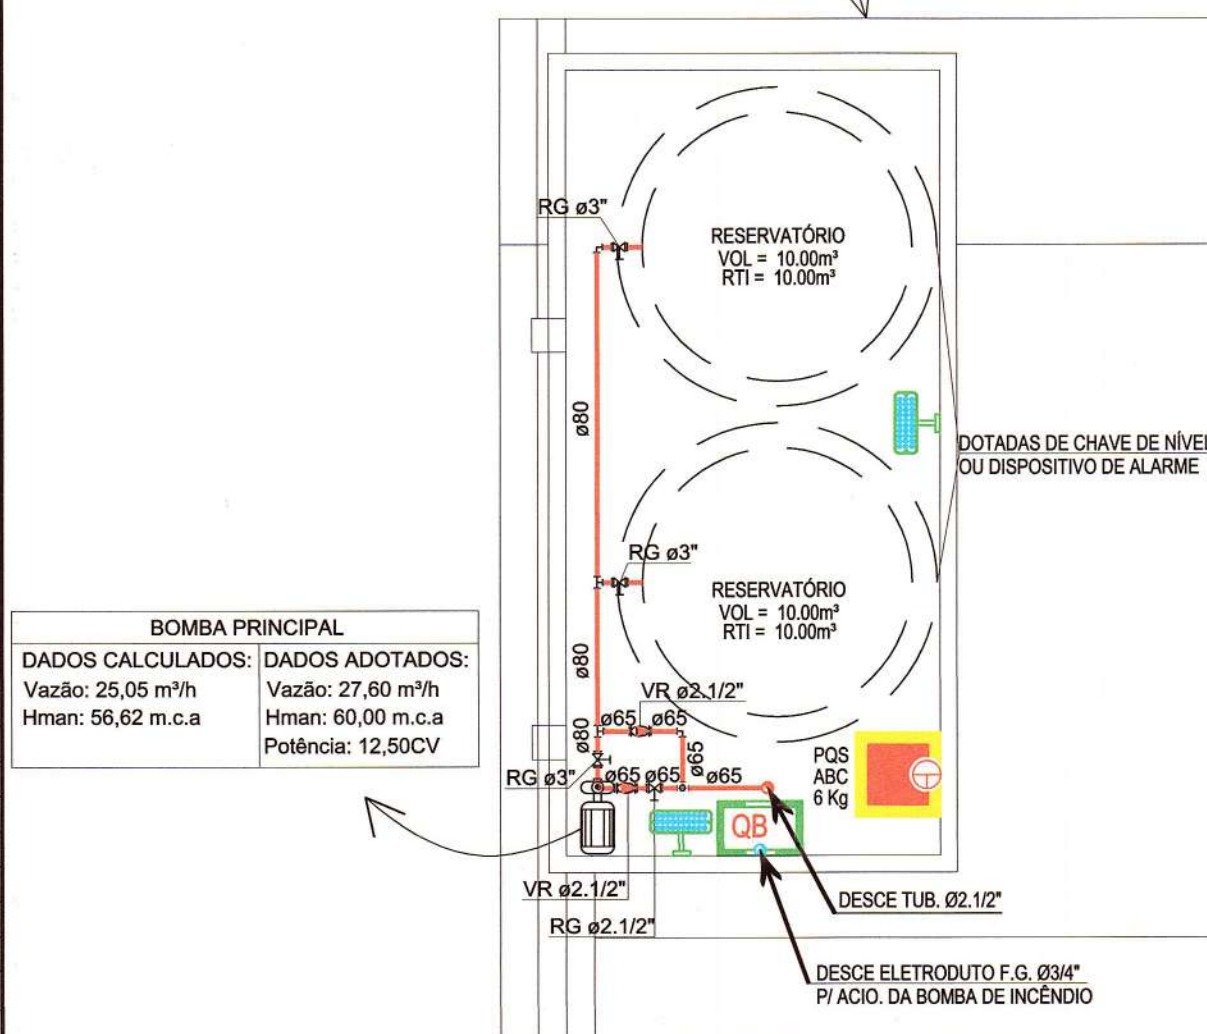 RG ø3"
RESERVATÓRIO
VOL = 10.00m³
RTI = 10.00m³
ø80
DOTADAS DE CHAVE DE NÍVEL
OU DISPOSITIVO DE ALARME
RG ø3"
RESERVATÓRIO
VOL = 10.00m³
RTI = 10.00m³
BOMBA PRINCIPAL
DADOS CALCULADOS:
Vazão: 25,05 m³/h
Hman: 56,62 m.c.a
DADOS ADOTADOS:
Vazão: 27,60 m³/h
Hman: 60,00 m.c.a
Potência: 12,50CV
ø80
VR ø2.1/2"
ø65 ø65
ø80
ø65
RG ø3"
ø65 ø65 ø65
PQS
ABC
6 Kg
QB
VR ø2.1/2"
RG ø2.1/2"
DESCE TUB. Ø2.1/2"
DESCE ELETRODUTO F.G. Ø3/4"
P/ ACIO. DA BOMBA DE INCÊNDIO